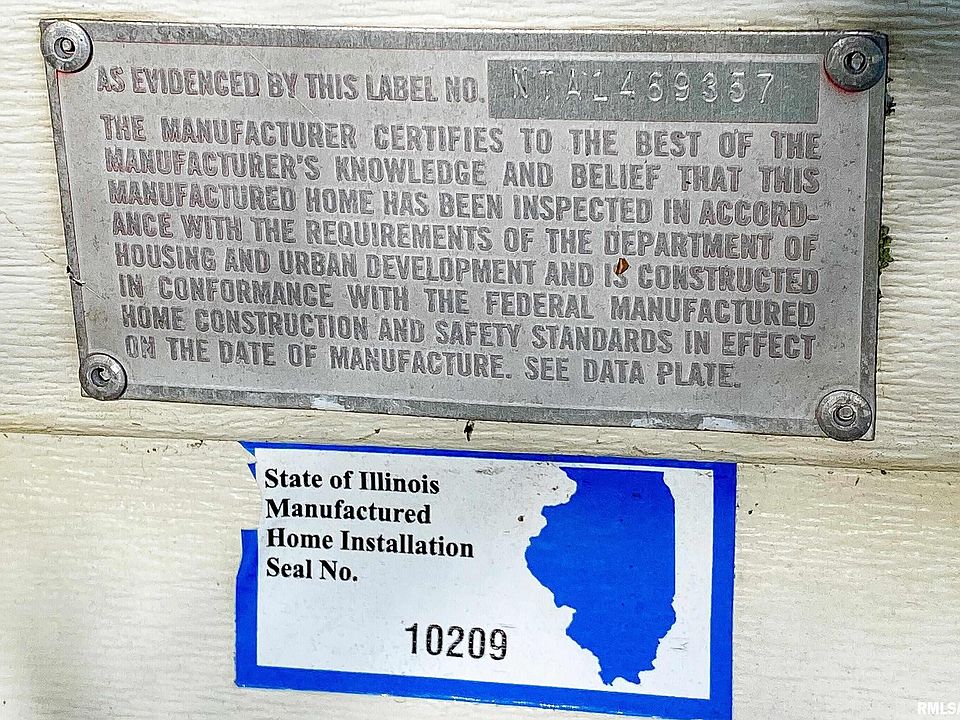 AS EVIDENCED BY THIS LABEL NO. NTA1469357
THE MANUFACTURER CERTIFIES TO THE BEST OF THE
MANUFACTURER'S KNOWLEDGE AND BELIEF THAT THIS
MANUFACTURED HOME HAS BEEN INSPECTED IN ACCORD-
ANCE WITH THE REQUIREMENTS OF THE DEPARTMENT OF
HOUSING AND URBAN DEVELOPMENT AND IS CONSTRUCTED
IN CONFORMANCE WITH THE FEDERAL MANUFACTURED
HOME CONSTRUCTION AND SAFETY STANDARDS IN EFFECT
ON THE DATE OF MANUFACTURE. SEE DATA PLATE.
State of Illinois
Manufactured
Home Installation
Seal No.
10209